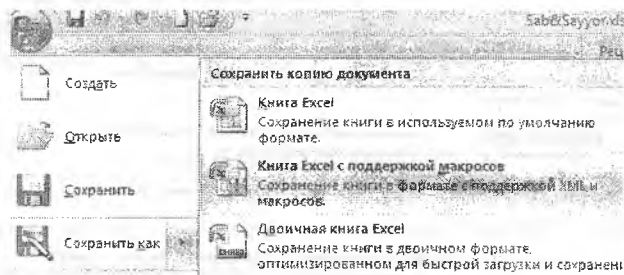 Sab&Sayyor.xls
Рец
Создать
Открыть
Сохранить
Сохранить как
Сохранить копию документа
Книга Excel
Сохранение книги в используемом по умолчанию
формате.
Книга Excel с поддержкой макросов
Сохранение книги в формате с поддержкой XML и
макросов.
Двоичная книга Excel
Сохранение книги в двоичном формате,
оптимизированном для быстрой загрузки и сохранени